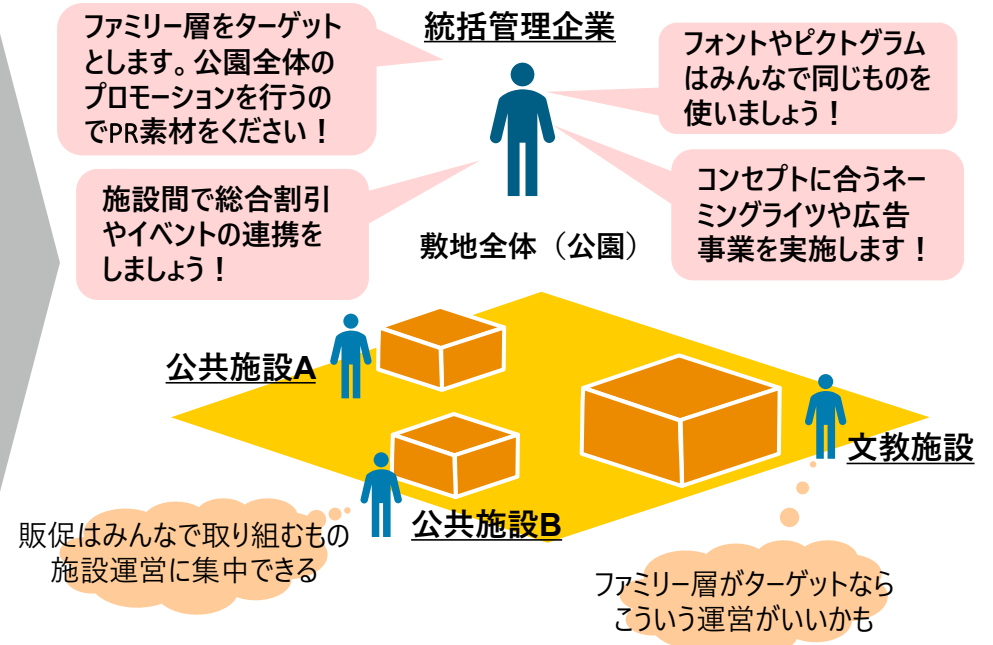 ファミリー層をターゲット
とします。公園全体の
プロモーションを行うの
でPR素材をください！
統括管理企業
フォントやピクトグラム
はみんなで同じものを
使いましょう！
施設間で総合割引
やイベントの連携を
しましょう！
コンセプトに合うネー
ミングライツや広告
事業を実施します！
敷地全体（公園）
公共施設A
文教施設
公共施設B
販促はみんなで取り組むもの
施設運営に集中できる
ファミリー層がターゲットなら
こういう運営がいいかも